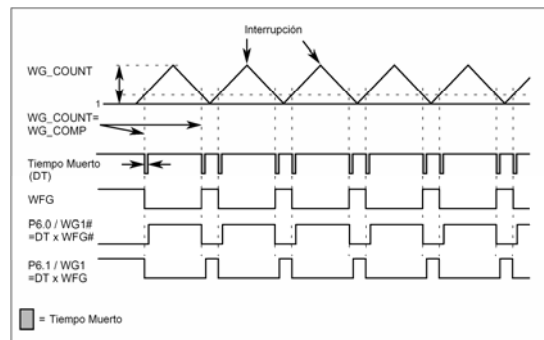 Interrupción
WG_COUNT
1
WG_COUNT=
WG_COMP
Tiempo Muerto
(DT)
WFG
P6.0 / WG1#
=DT x WFG#
P6.1 / WG1
=DT x WFG
= Tiempo Muerto